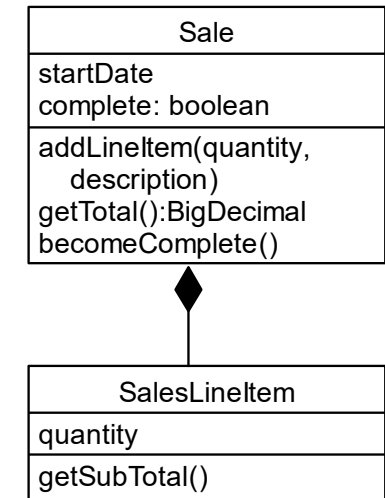 Sale
startDate
complete: boolean
addLineItem(quantity,
description)
getTotal():BigDecimal
becomeComplete()
SalesLineItem
quantity
getSubTotal()